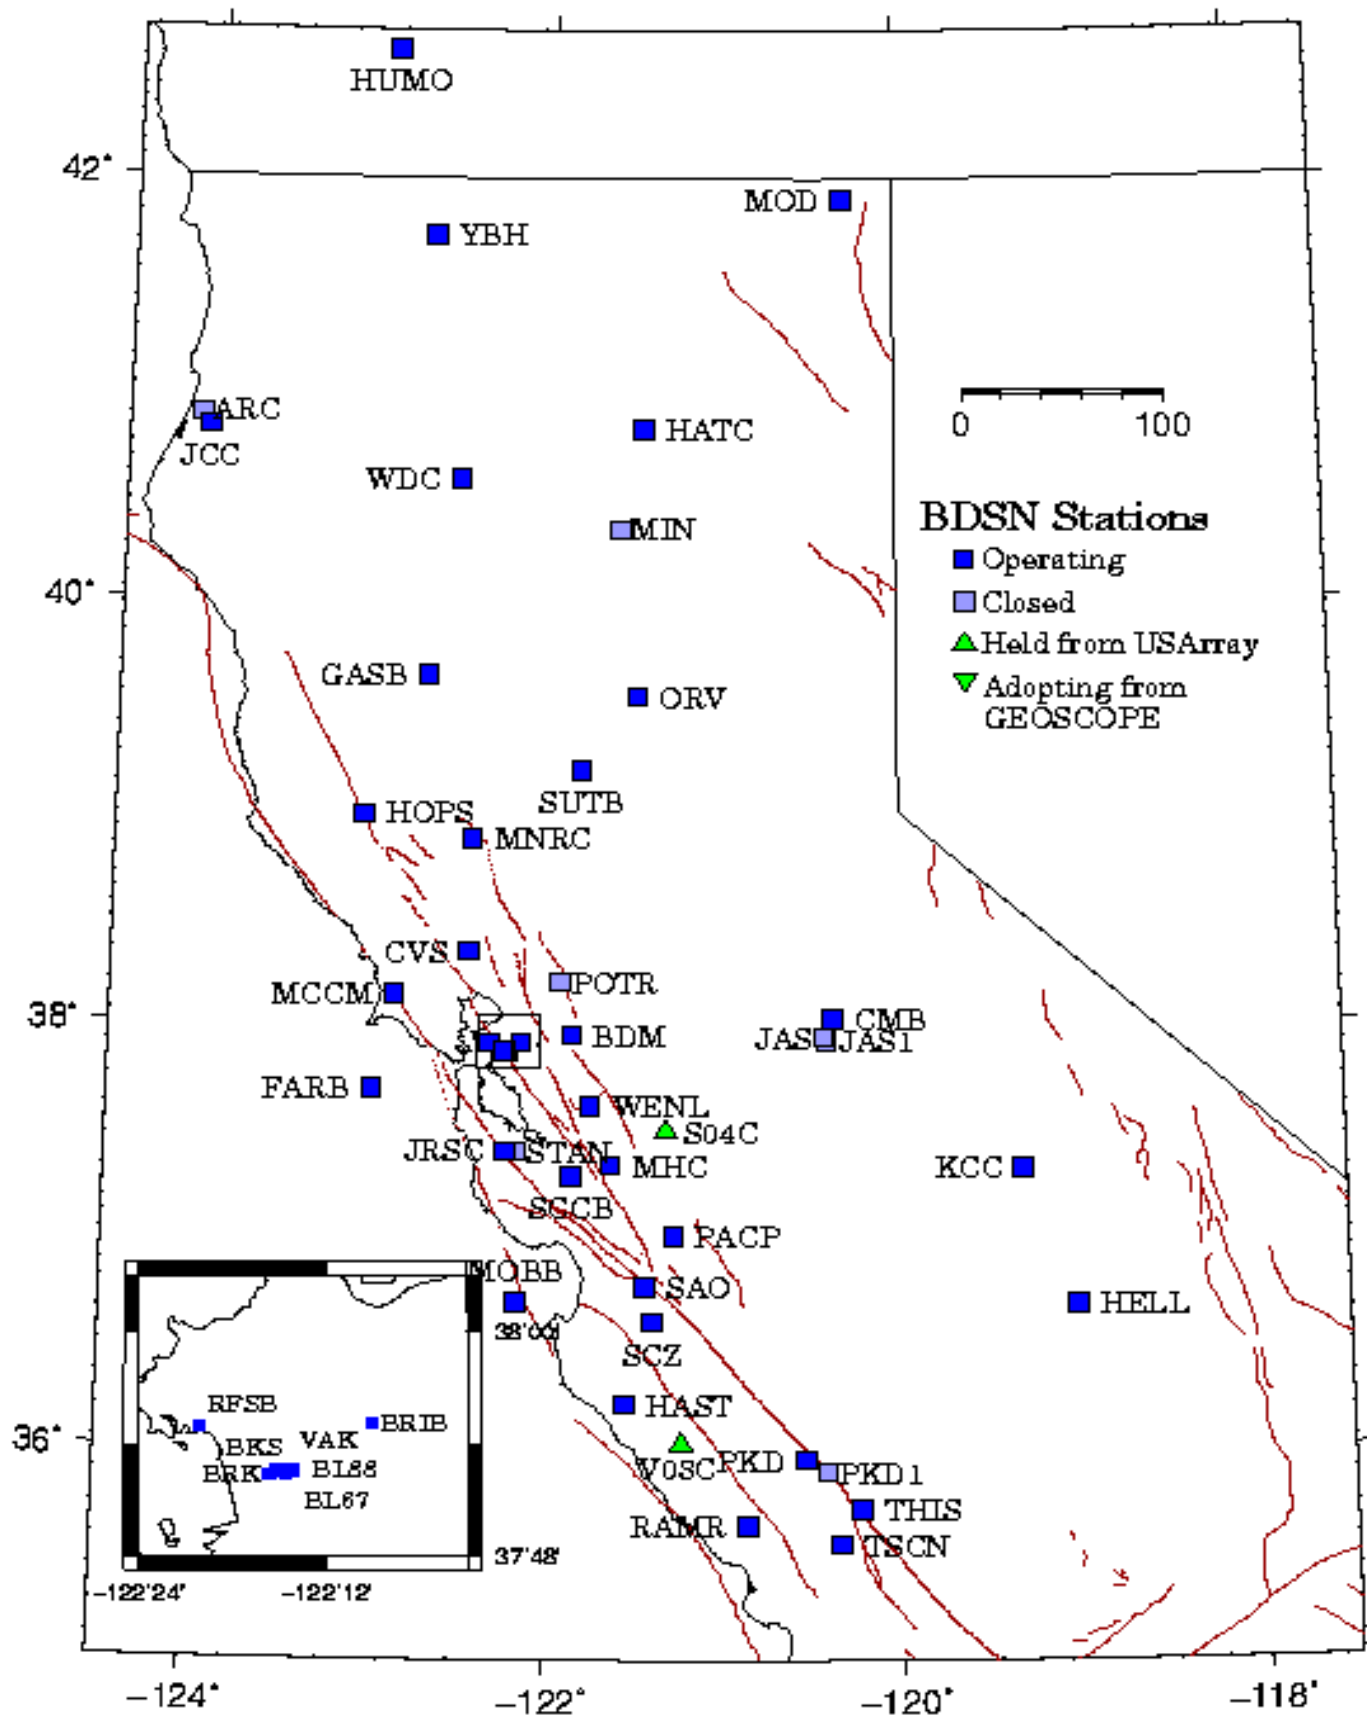 HUMO
42°
MOD
YBH
ARC
JCC
HATC
0 100
WDC
MIN
BDSN Stations
Operating
Closed
Held from USArray
Adopting from
GEOSCOPE
40°
GASB
ORV
SUTB
HOPS
MNRC
CVS
POTR
MCCM
38°
CMB
JAS
JAS1
BDM
FARB
WENL
S04C
JRSC
STAN
MHC
KCC
SCCB
PACP
MOBB
SAO
HELL
38°00'
SCZ
HAST
RFSB
BRIB
VAK
BKS
36°
BRK
BL88
BL67
V03C
PKD
PKD1
THIS
RAMR
TSCN
37°48'
-122°24'
-122°12'
-124°
-122°
-120°
-118°